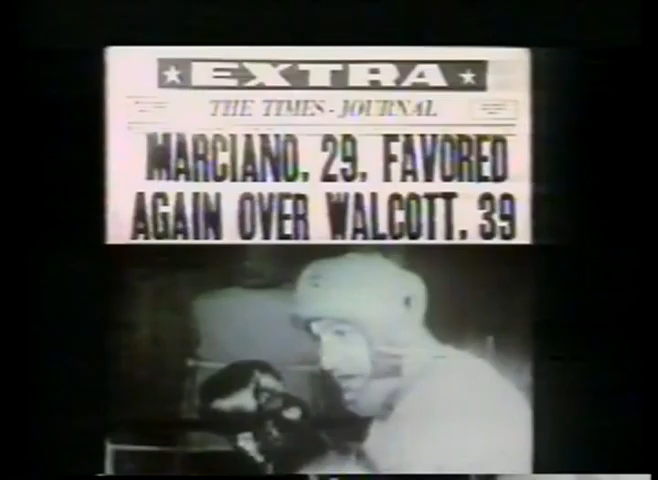 EXTRA
THE TIMES-JOURNAL
MARCIANO, 29, FAVORED
AGAIN OVER WALCOTT, 39